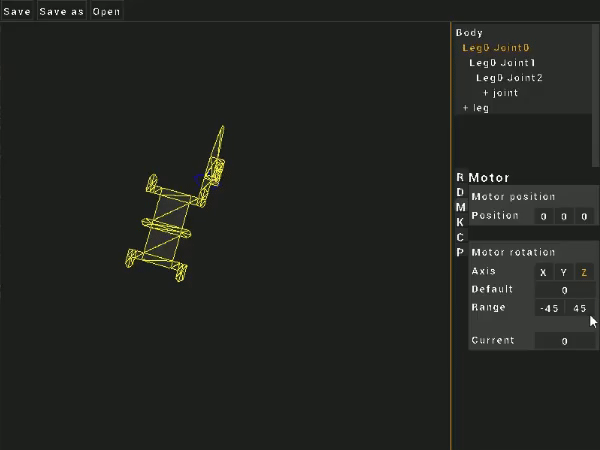 Save Save as Open
Body
Leg0 Joint0
Leg0 Joint1
Leg0 Joint2
+ joint
+ leg
R Motor
D Motor position
M
Position 0 0 0
K
C
P Motor rotation
Axis X Y Z
Default 0
Range -45 45
Current 0